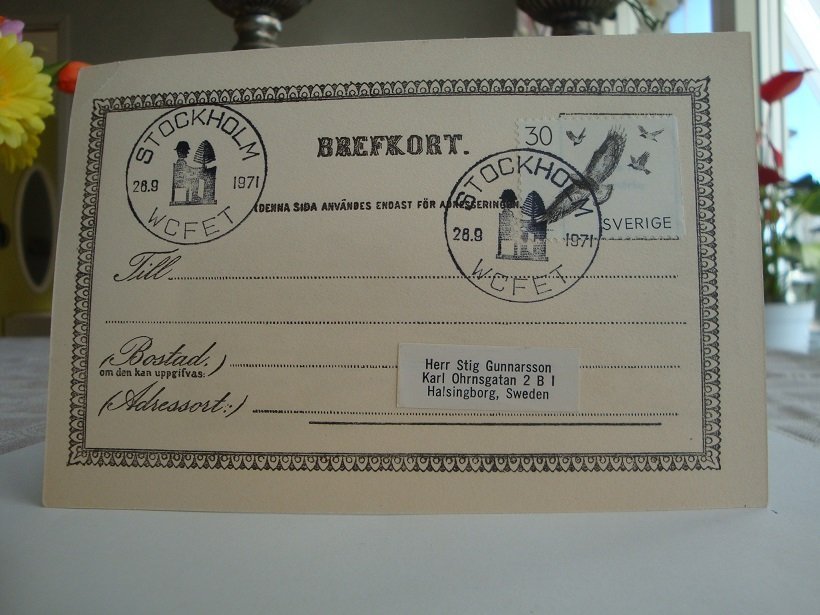 STOCKHOLM
28.9 1971
WCFET
BREFKORT.
30
SVERIGE
STOCKHOLM
28.9 1971
WCFET
(DENNA SIDA ANVÄNDES ENDAST FÖR ADRESSERINGEN.
Till
(Bostad,)
om den kan uppgifvas:
(Adressort:)
Herr Stig Gunnarsson
Karl Ohrnsgatan 2 B I
Halsingborg, Sweden